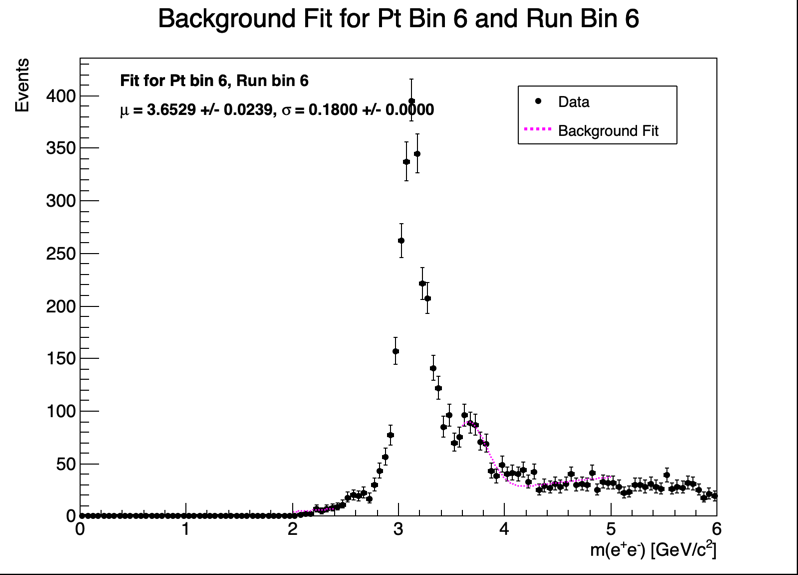 Background Fit for Pt Bin 6 and Run Bin 6
Events
Fit for Pt bin 6, Run bin 6
μ = 3.6529 +/- 0.0239, σ = 0.1800 +/- 0.0000
Data
Background Fit
400
350
300
250
200
150
100
50
0
0 1 2 3 4 5 6
m(e⁺e⁻) [GeV/c²]